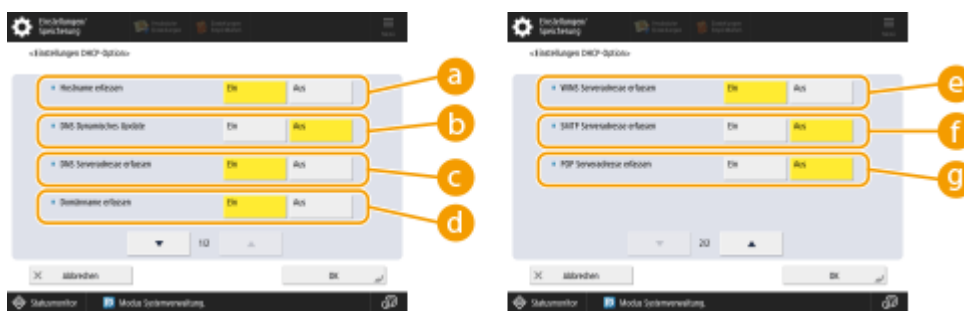 Einstellungen/
Speicherung
<Einstellungen DHCP-Option>
Hostname erfassen
Ein
Aus
a
DNS Dynamisches Update
Ein
Aus
b
DNS Serveradresse erfassen
Ein
Aus
c
Domänname erfassen
Ein
Aus
d
1/2
Abbrechen
OK
Statusmonitor
Modus Systemverwaltung.
Einstellungen/
Speicherung
<Einstellungen DHCP-Option>
WINS Serveradresse erfassen
Ein
Aus
e
SMTP Serveradresse erfassen
Ein
Aus
f
POP Serveradresse erfassen
Ein
Aus
g
2/2
Abbrechen
OK
Statusmonitor
Modus Systemverwaltung.